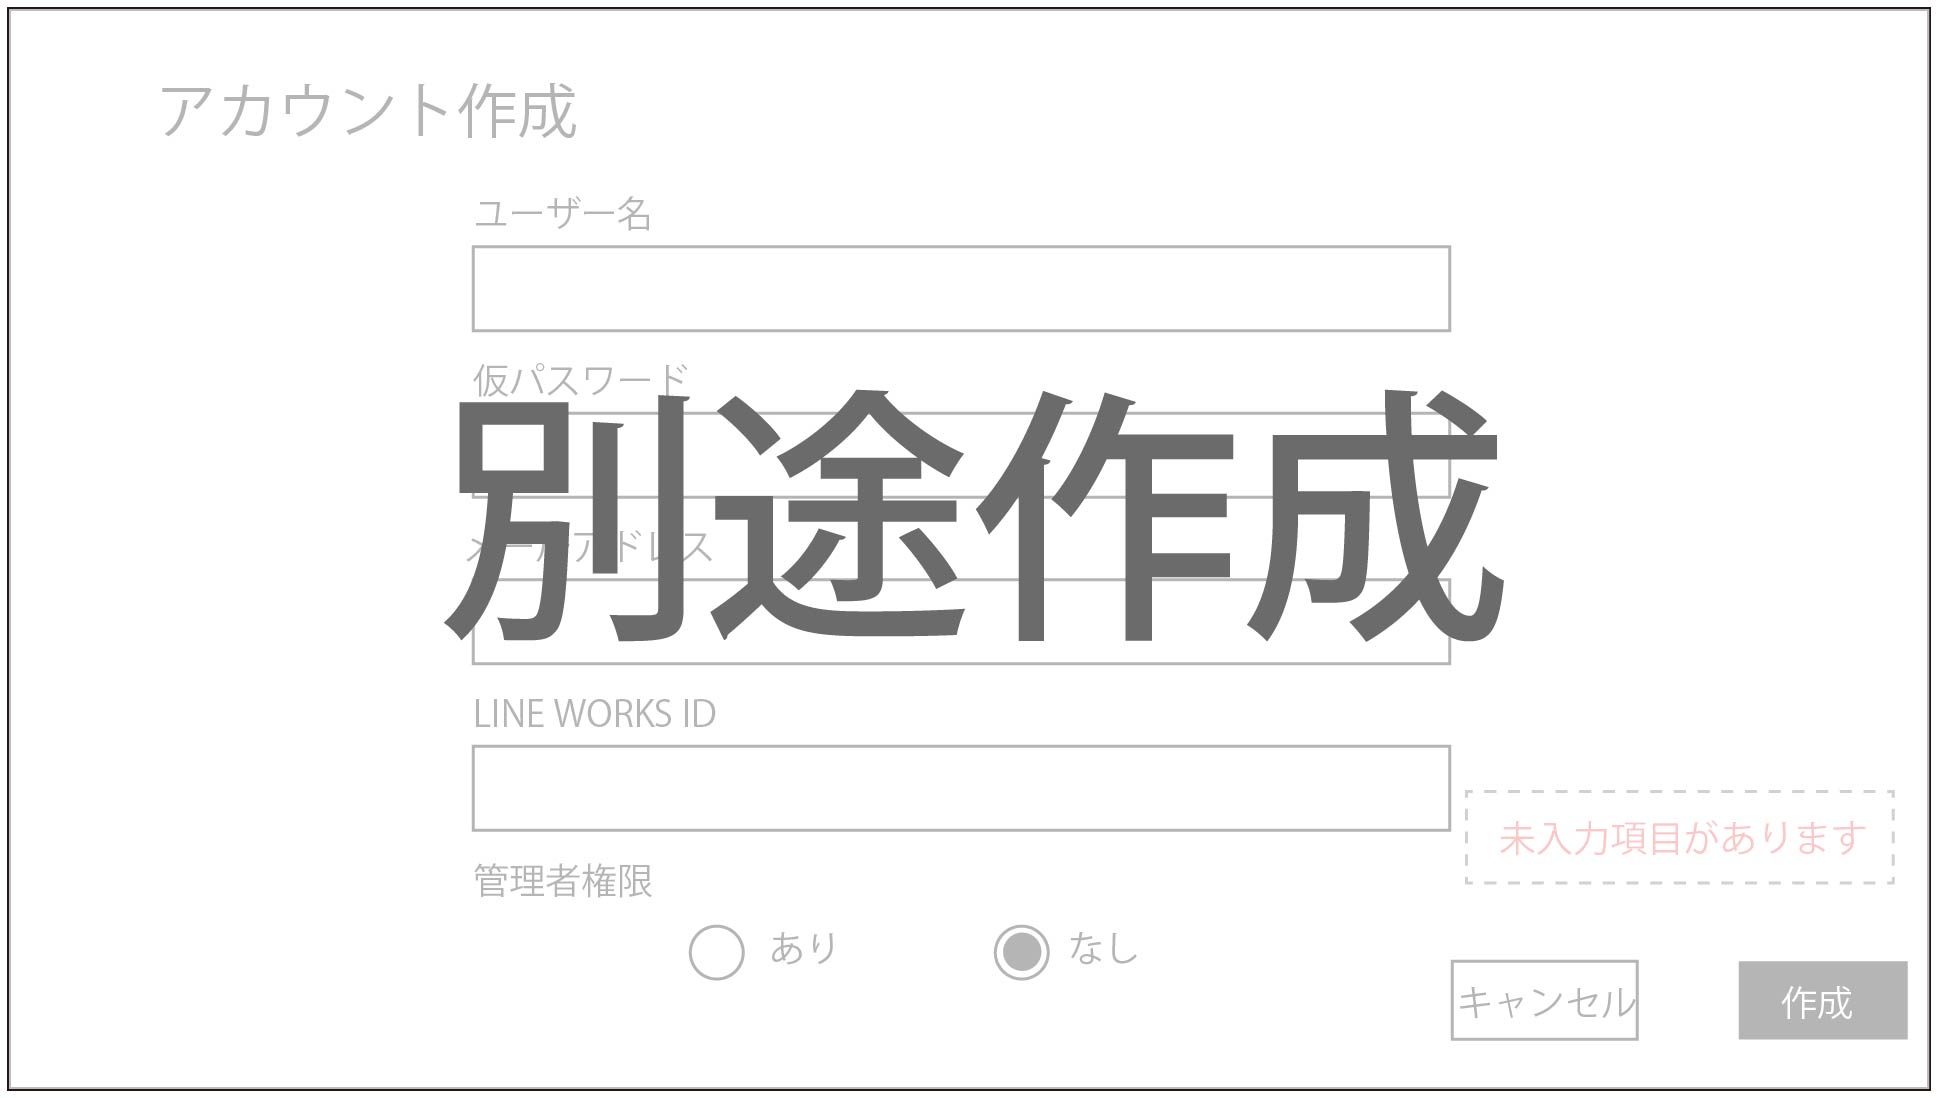 アカウント作成
ユーザー名
仮パスワード
別途作成
メールアドレス
LINE WORKS ID
未入力項目があります
管理者権限
あり なし
キャンセル 作成